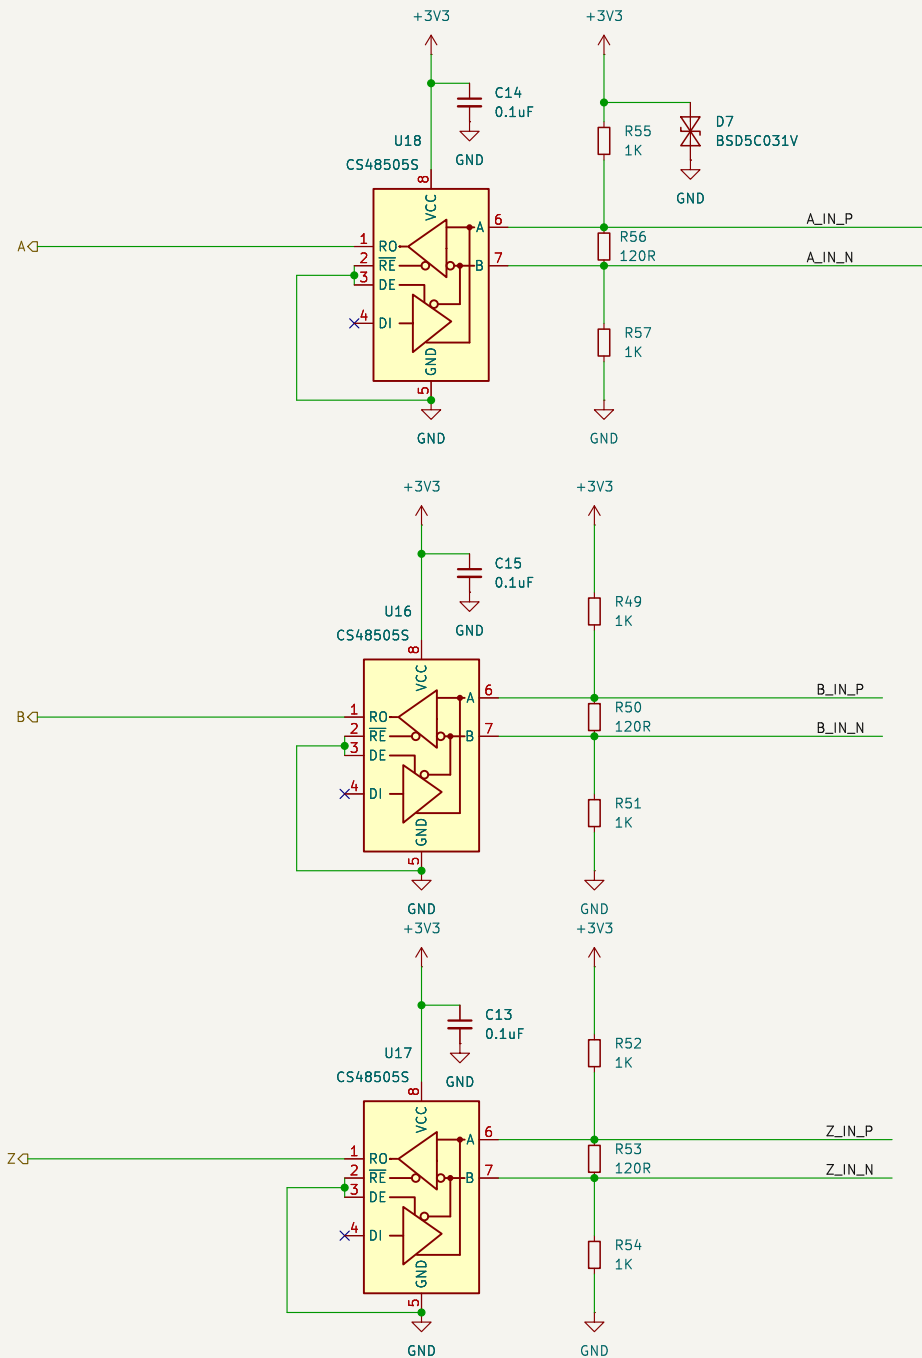 +3V3
+3V3
C14
0.1uF
D7
BSD5C031V
R55
1K
U18
CS48505S
GND
GND
8
VCC
A_IN_P
6
A
A
1
RO
R56
120R
A_IN_N
2
RE
B
7
3
DE
4
DI
R57
1K
GND
5
GND
GND
+3V3
+3V3
C15
0.1uF
R49
1K
U16
CS48505S
GND
8
VCC
B_IN_P
6
A
B
1
RO
R50
120R
B_IN_N
2
RE
B
7
3
DE
4
DI
R51
1K
GND
5
GND
GND
+3V3
+3V3
C13
0.1uF
R52
1K
U17
CS48505S
GND
8
VCC
Z_IN_P
6
A
Z
1
RO
R53
120R
Z_IN_N
2
RE
B
7
3
DE
4
DI
R54
1K
GND
5
GND
GND